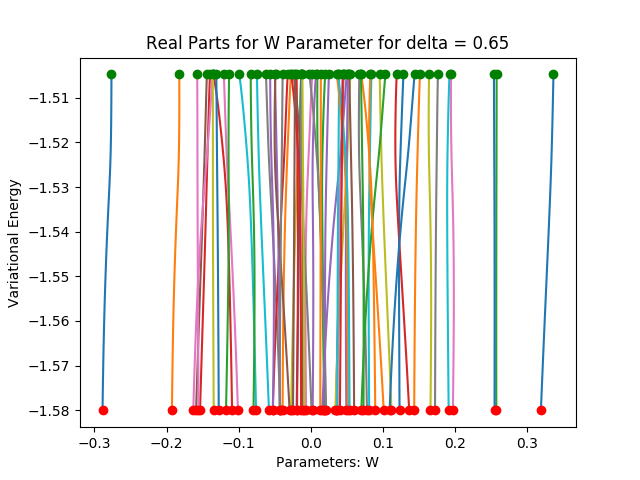 Real Parts for W Parameter for delta = 0.65
Variational Energy
−1.51
−1.52
−1.53
−1.54
−1.55
−1.56
−1.57
−1.58
−0.3 −0.2 −0.1 0.0 0.1 0.2 0.3
Parameters: W